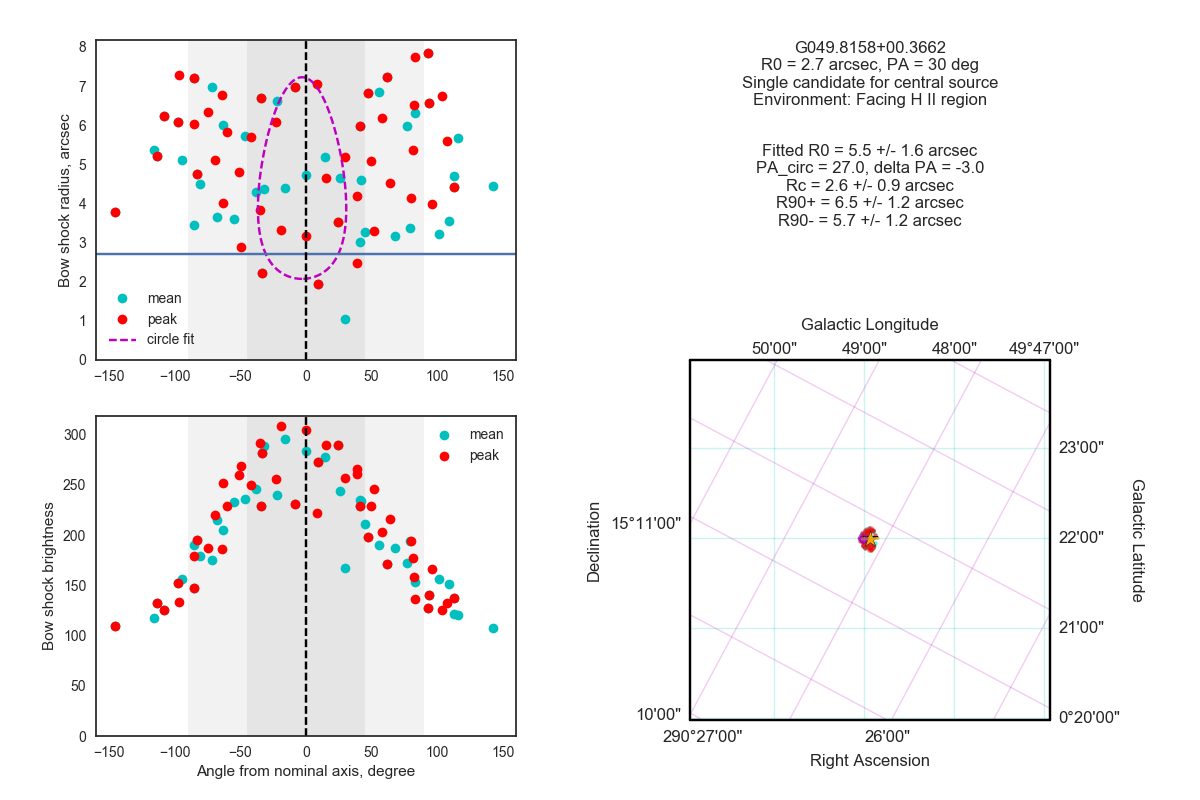 8
7
6
5
4
3
2
1
0
Bow shock radius, arcsec
mean
peak
circle fit
−150
−100
−50
0
50
100
150
300
250
200
150
100
50
0
Bow shock brightness
mean
peak
−150
−100
−50
0
50
100
150
Angle from nominal axis, degree
G049.8158+00.3662
R0 = 2.7 arcsec, PA = 30 deg
Single candidate for central source
Environment: Facing H II region
Fitted R0 = 5.5 +/- 1.6 arcsec
PA_circ = 27.0, delta PA = -3.0
Rc = 2.6 +/- 0.9 arcsec
R90+ = 6.5 +/- 1.2 arcsec
R90- = 5.7 +/- 1.2 arcsec
Galactic Longitude
50'00" 49'00" 48'00" 49°47'00"
23'00"
22'00"
21'00"
0°20'00"
Galactic Latitude
15°11'00"
10'00"
Declination
290°27'00" 26'00"
Right Ascension